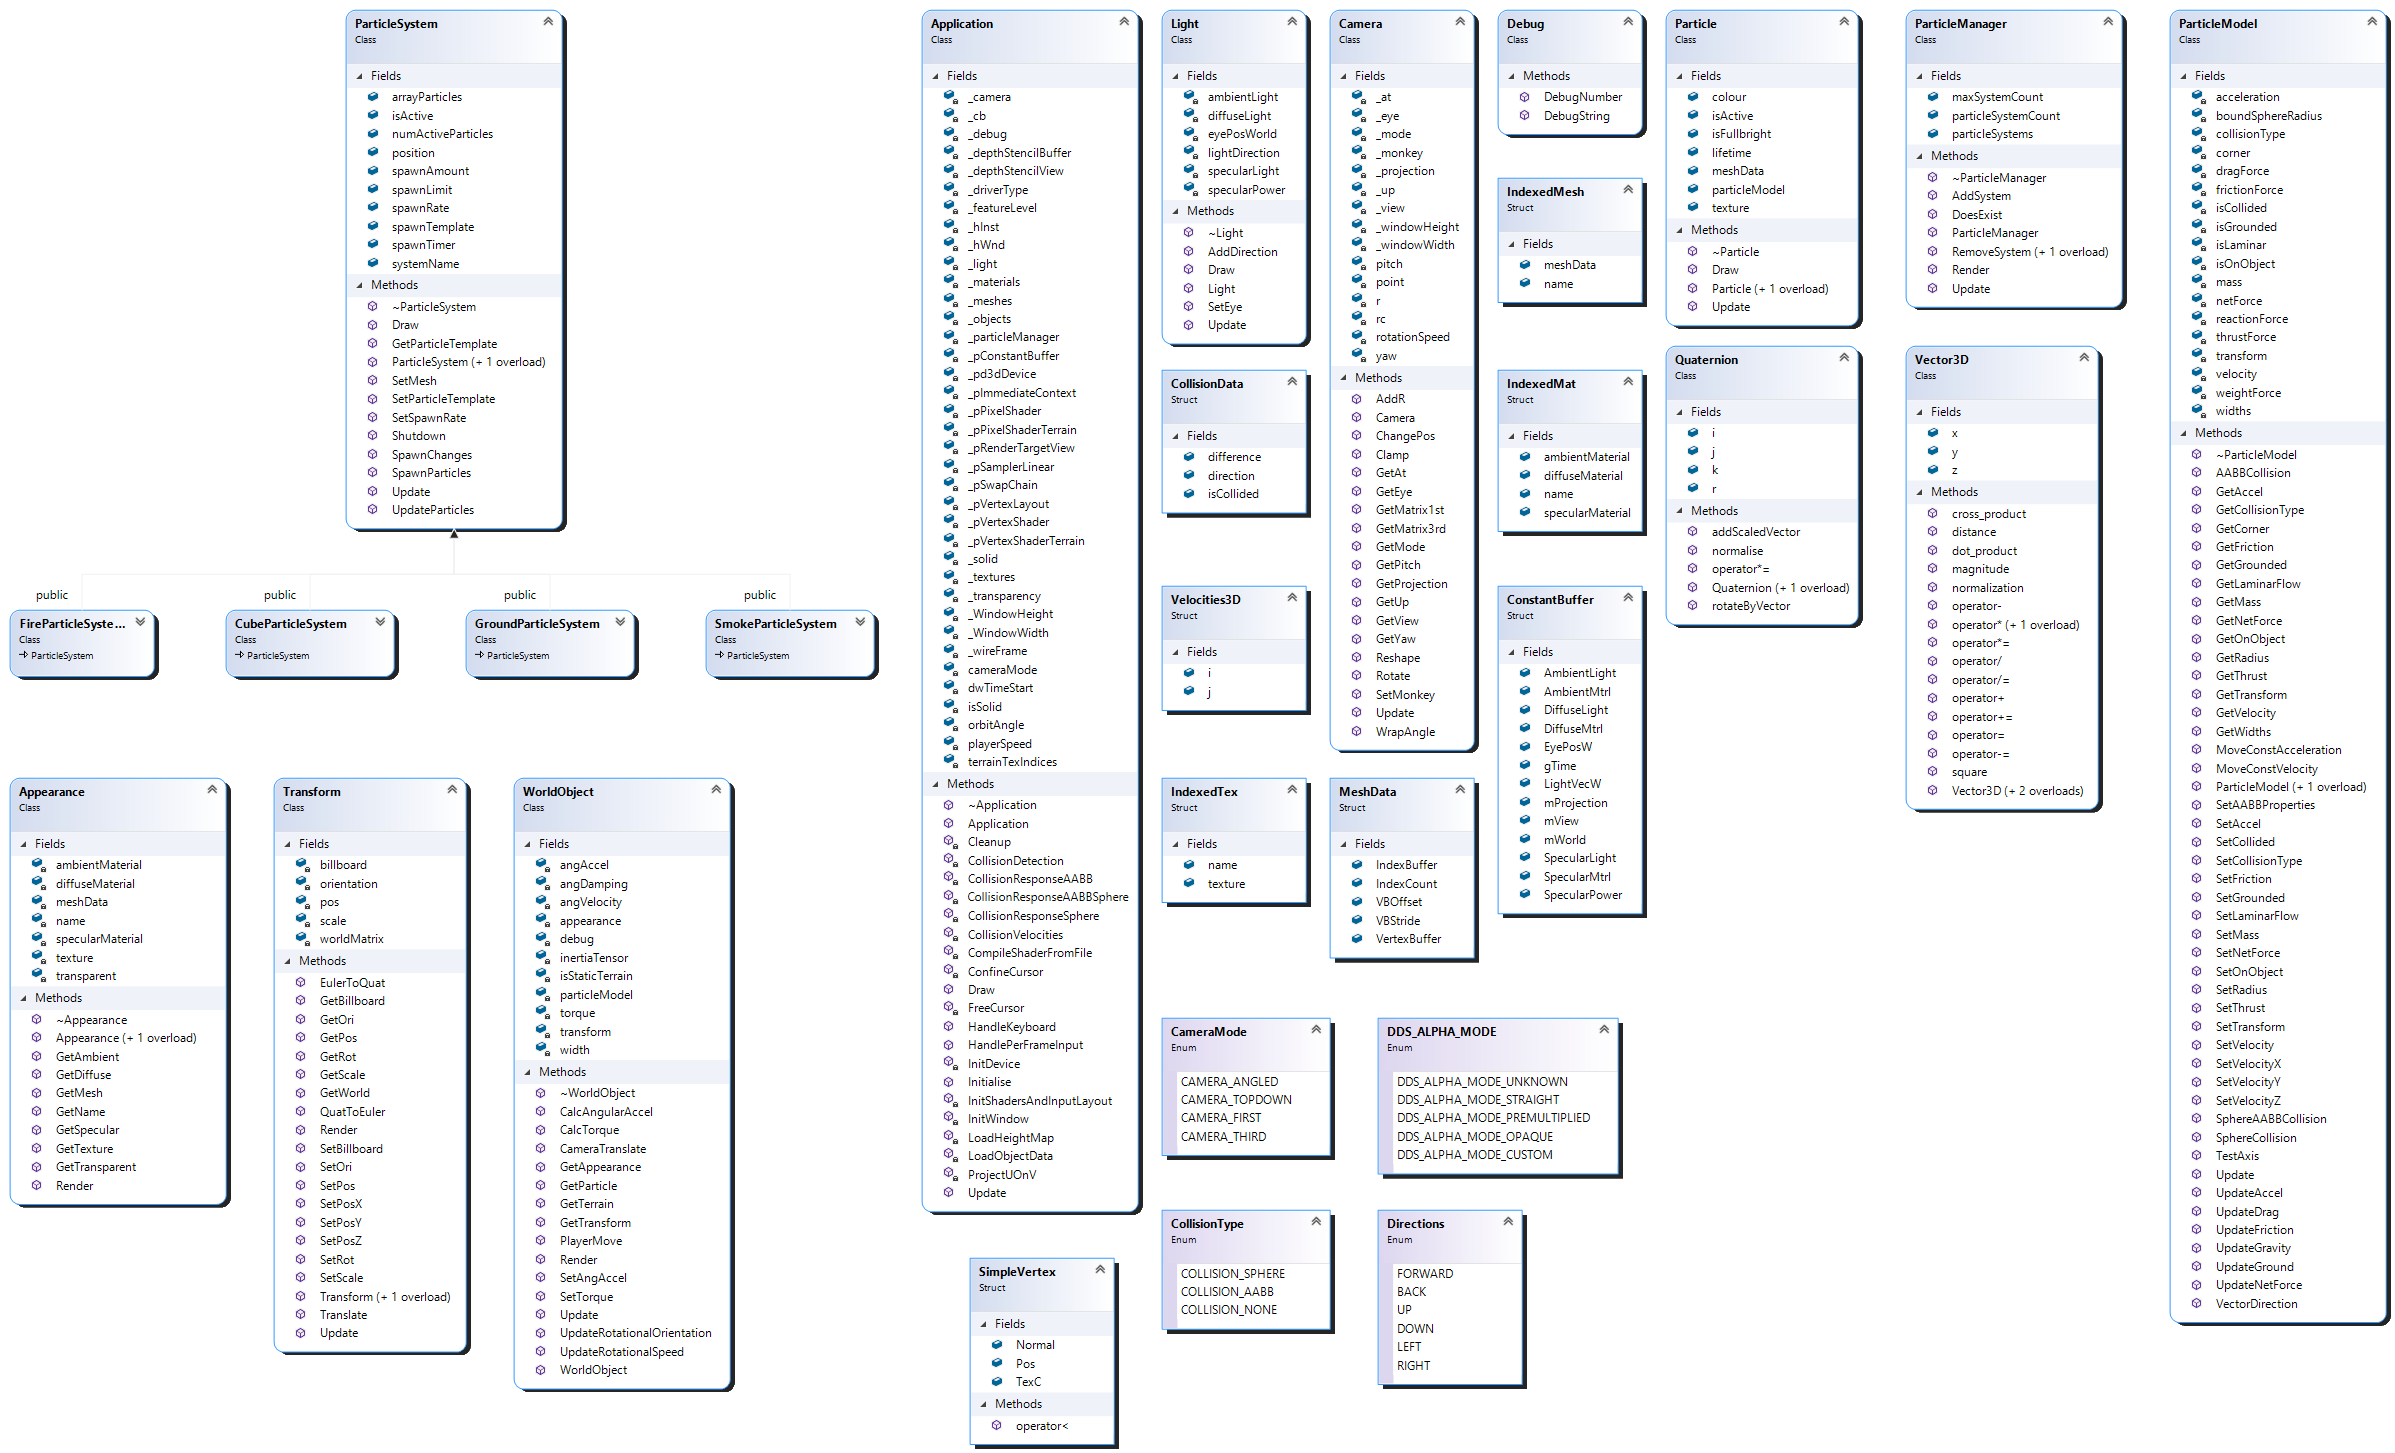 ParticleSystem
Class
Fields
arrayParticles
isActive
numActiveParticles
position
spawnAmount
spawnLimit
spawnRate
spawnTemplate
spawnTimer
systemName
Methods
~ParticleSystem
Draw
GetParticleTemplate
ParticleSystem (+ 1 overload)
SetMesh
SetParticleTemplate
SetSpawnRate
Shutdown
SpawnChanges
SpawnParticles
Update
UpdateParticles
public
public
public
public
FireParticleSyste...
Class
ParticleSystem
CubeParticleSystem
Class
ParticleSystem
GroundParticleSystem
Class
ParticleSystem
SmokeParticleSystem
Class
ParticleSystem
Appearance
Class
Fields
ambientMaterial
diffuseMaterial
meshData
name
specularMaterial
texture
transparent
Methods
~Appearance
Appearance (+ 1 overload)
GetAmbient
GetDiffuse
GetMesh
GetName
GetSpecular
GetTexture
GetTransparent
Render
Transform
Class
Fields
billboard
orientation
pos
scale
worldMatrix
Methods
EulerToQuat
GetBillboard
GetOri
GetPos
GetRot
GetScale
GetWorld
QuatToEuler
Render
SetBillboard
SetOri
SetPos
SetPosX
SetPosY
SetPosZ
SetRot
SetScale
Transform (+ 1 overload)
Translate
Update
WorldObject
Class
Fields
angAccel
angDamping
angVelocity
appearance
debug
inertiaTensor
isStaticTerrain
particleModel
torque
transform
width
Methods
~WorldObject
CalcAngularAccel
CalcTorque
CameraTranslate
GetAppearance
GetParticle
GetTerrain
GetTransform
PlayerMove
Render
SetAngAccel
SetTorque
Update
UpdateRotationalOrientation
UpdateRotationalSpeed
WorldObject
Application
Class
Fields
_camera
_cb
_debug
_depthStencilBuffer
_depthStencilView
_driverType
_featureLevel
_hInst
_hWnd
_light
_materials
_meshes
_objects
_particleManager
_pConstantBuffer
_pd3dDevice
_pImmediateContext
_pPixelShader
_pPixelShaderTerrain
_pRenderTargetView
_pSamplerLinear
_pSwapChain
_pVertexLayout
_pVertexShader
_pVertexShaderTerrain
_solid
_textures
_transparency
_WindowHeight
_WindowWidth
_wireFrame
cameraMode
dwTimeStart
isSolid
orbitAngle
playerSpeed
terrainTexIndices
Methods
~Application
Application
Cleanup
CollisionDetection
CollisionResponseAABB
CollisionResponseAABBSphere
CollisionResponseSphere
CollisionVelocities
CompileShaderFromFile
ConfineCursor
Draw
FreeCursor
HandleKeyboard
HandlePerFrameInput
InitDevice
Initialise
InitShadersAndInputLayout
InitWindow
LoadHeightMap
LoadObjectData
ProjectUOnV
Update
SimpleVertex
Struct
Fields
Normal
Pos
TexC
Methods
operator<
Light
Class
Fields
ambientLight
diffuseLight
eyePosWorld
lightDirection
specularLight
specularPower
Methods
~Light
AddDirection
Draw
Light
SetEye
Update
CollisionData
Struct
Fields
difference
direction
isCollided
Velocities3D
Struct
Fields
i
j
IndexedTex
Struct
Fields
name
texture
CameraMode
Enum
CAMERA_ANGLED
CAMERA_TOPDOWN
CAMERA_FIRST
CAMERA_THIRD
CollisionType
Enum
COLLISION_SPHERE
COLLISION_AABB
COLLISION_NONE
Camera
Class
Fields
_at
_eye
_mode
_monkey
_projection
_up
_view
_windowHeight
_windowWidth
pitch
point
r
rc
rotationSpeed
yaw
Methods
AddR
Camera
ChangePos
Clamp
GetAt
GetEye
GetMatrix1st
GetMatrix3rd
GetMode
GetPitch
GetProjection
GetUp
GetView
GetYaw
Reshape
Rotate
SetMonkey
Update
WrapAngle
MeshData
Struct
Fields
IndexBuffer
IndexCount
VBOffset
VBStride
VertexBuffer
DDS_ALPHA_MODE
Enum
DDS_ALPHA_MODE_UNKNOWN
DDS_ALPHA_MODE_STRAIGHT
DDS_ALPHA_MODE_PREMULTIPLIED
DDS_ALPHA_MODE_OPAQUE
DDS_ALPHA_MODE_CUSTOM
Directions
Enum
FORWARD
BACK
UP
DOWN
LEFT
RIGHT
Debug
Class
Methods
DebugNumber
DebugString
IndexedMesh
Struct
Fields
meshData
name
IndexedMat
Struct
Fields
ambientMaterial
diffuseMaterial
name
specularMaterial
ConstantBuffer
Struct
Fields
AmbientLight
AmbientMtrl
DiffuseLight
DiffuseMtrl
EyePosW
gTime
LightVecW
mProjection
mView
mWorld
SpecularLight
SpecularMtrl
SpecularPower
Particle
Class
Fields
colour
isActive
isFullbright
lifetime
meshData
particleModel
texture
Methods
~Particle
Draw
Particle (+ 1 overload)
Update
Quaternion
Class
Fields
i
j
k
r
Methods
addScaledVector
normalise
operator*=
Quaternion (+ 1 overload)
rotateByVector
ParticleManager
Class
Fields
maxSystemCount
particleSystemCount
particleSystems
Methods
~ParticleManager
AddSystem
DoesExist
ParticleManager
RemoveSystem (+ 1 overload)
Render
Update
Vector3D
Class
Fields
x
y
z
Methods
cross_product
distance
dot_product
magnitude
normalization
operator-
operator* (+ 1 overload)
operator*=
operator/
operator/=
operator+
operator+=
operator=
operator-=
square
Vector3D (+ 2 overloads)
ParticleModel
Class
Fields
acceleration
boundSphereRadius
collisionType
corner
dragForce
frictionForce
isCollided
isGrounded
isLaminar
isOnObject
mass
netForce
reactionForce
thrustForce
transform
velocity
weightForce
widths
Methods
~ParticleModel
AABBCollision
GetAccel
GetCollisionType
GetCorner
GetFriction
GetGrounded
GetLaminarFlow
GetMass
GetNetForce
GetOnObject
GetRadius
GetThrust
GetTransform
GetVelocity
GetWidths
MoveConstAcceleration
MoveConstVelocity
ParticleModel (+ 1 overload)
SetAABBProperties
SetAccel
SetCollided
SetCollisionType
SetFriction
SetGrounded
SetLaminarFlow
SetMass
SetNetForce
SetOnObject
SetRadius
SetThrust
SetTransform
SetVelocity
SetVelocityX
SetVelocityY
SetVelocityZ
SphereAABBCollision
SphereCollision
TestAxis
Update
UpdateAccel
UpdateDrag
UpdateFriction
UpdateGravity
UpdateGround
UpdateNetForce
VectorDirection